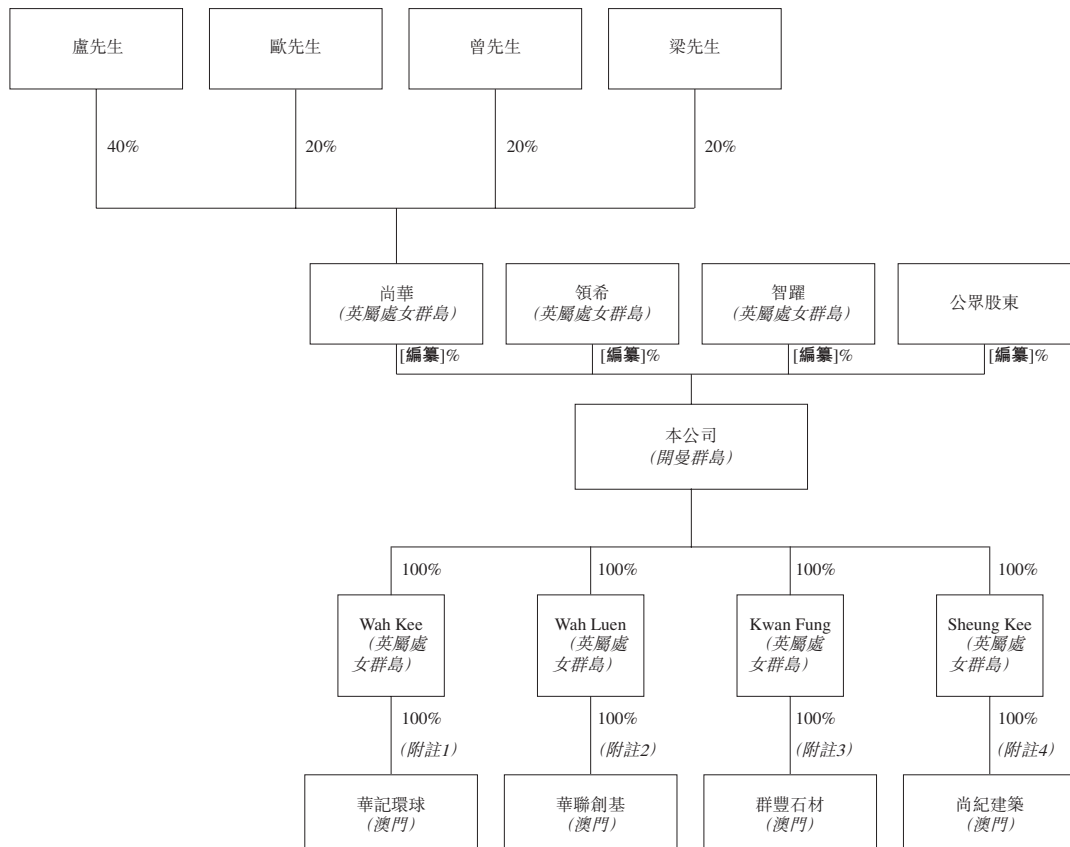 盧先生
歐先生
曾先生
梁先生
40%
20%
20%
20%
尚華
(英屬處女群島)
領希
(英屬處女群島)
智躍
(英屬處女群島)
公眾股東
[編纂]%
[編纂]%
[編纂]%
[編纂]%
本公司
(開曼群島)
100%
100%
100%
100%
Wah Kee
(英屬處
女群島)
Wah Luen
(英屬處
女群島)
Kwan Fung
(英屬處
女群島)
Sheung Kee
(英屬處
女群島)
100%
(附註1)
100%
(附註2)
100%
(附註3)
100%
(附註4)
華記環球
(澳門)
華聯創基
(澳門)
群豐石材
(澳門)
尚紀建築
(澳門)